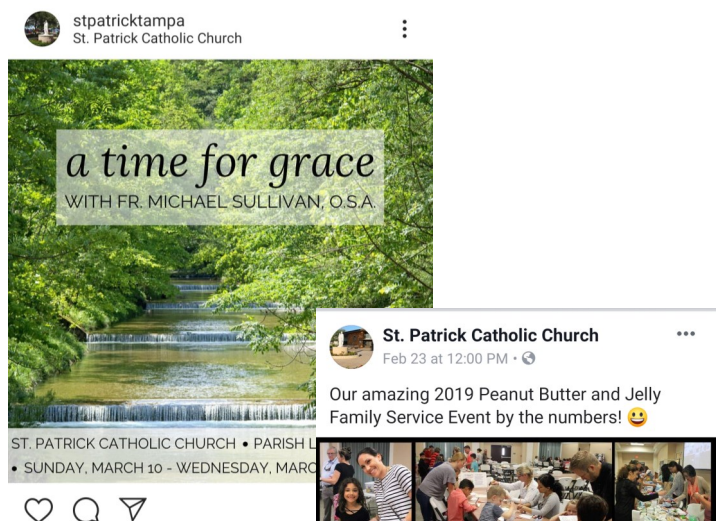 stpatricktampa
St. Patrick Catholic Church
a time for grace
WITH FR. MICHAEL SULLIVAN, O.S.A.
ST. PATRICK CATHOLIC CHURCH • PARISH
• SUNDAY, MARCH 10 - WEDNESDAY,
St. Patrick Catholic Church
Feb 23 at 12:00 PM •
Our amazing 2019 Peanut Butter and Jelly
Family Service Event by the numbers! 😀